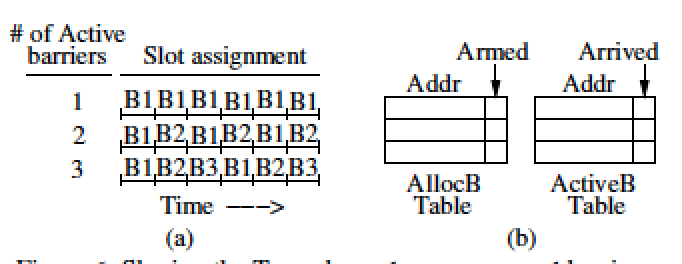 # of Active
barriers Slot assignment
1 B1 B1 B1 B1 B1 B1
2 B1 B2 B1 B2 B1 B2
3 B1 B2 B3 B1 B2 B3
Time --->
(a)
Armed Arrived
Addr Addr
AllocB ActiveB
Table Table
(b)